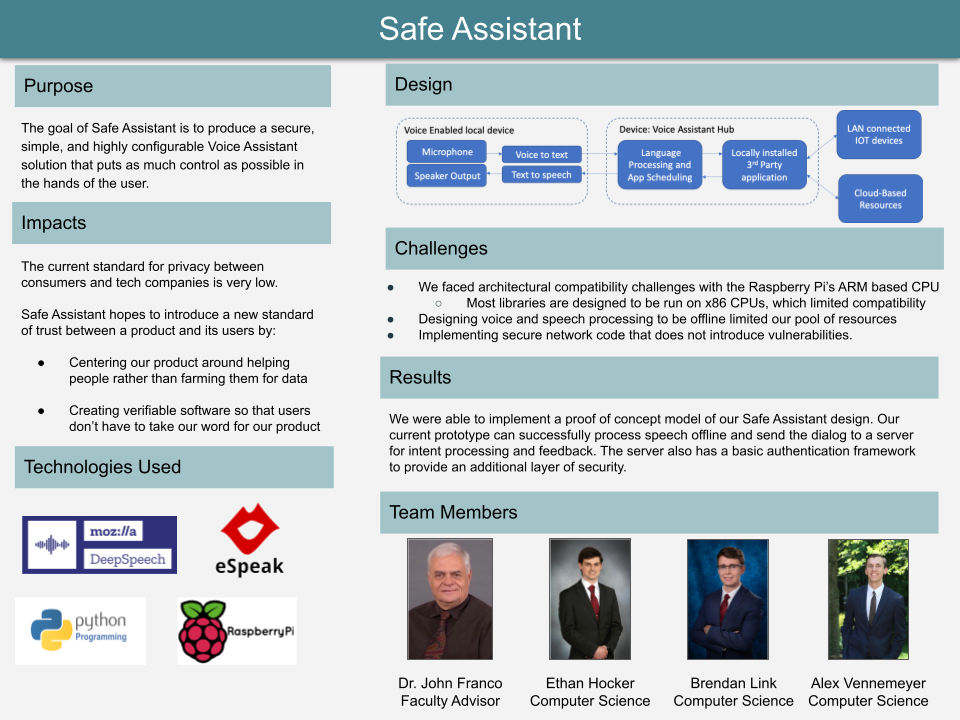 Safe Assistant
Purpose
The goal of Safe Assistant is to produce a secure,
simple, and highly configurable Voice Assistant
solution that puts as much control as possible in
the hands of the user.
Impacts
The current standard for privacy between
consumers and tech companies is very low.
Safe Assistant hopes to introduce a new standard
of trust between a product and its users by:
● Centering our product around helping
people rather than farming them for data
● Creating verifiable software so that users
don’t have to take our word for our product
Technologies Used
moz://a
DeepSpeech
eSpeak
python
Programming
RaspberryPi
Design
Voice Enabled local device
Microphone
Speaker Output
Voice to text
Text to speech
Device: Voice Assistant Hub
Language
Processing and
App Scheduling
Locally installed
3rd Party
application
LAN connected
IOT devices
Cloud-Based
Resources
Challenges
● We faced architectural compatibility challenges with the Raspberry Pi’s ARM based CPU
○ Most libraries are designed to be run on x86 CPUs, which limited compatibility
● Designing voice and speech processing to be offline limited our pool of resources
● Implementing secure network code that does not introduce vulnerabilities.
Results
We were able to implement a proof of concept model of our Safe Assistant design. Our
current prototype can successfully process speech offline and send the dialog to a server
for intent processing and feedback. The server also has a basic authentication framework
to provide an additional layer of security.
Team Members
Dr. John Franco
Faculty Advisor
Ethan Hocker
Computer Science
Brendan Link
Computer Science
Alex Vennemeyer
Computer Science